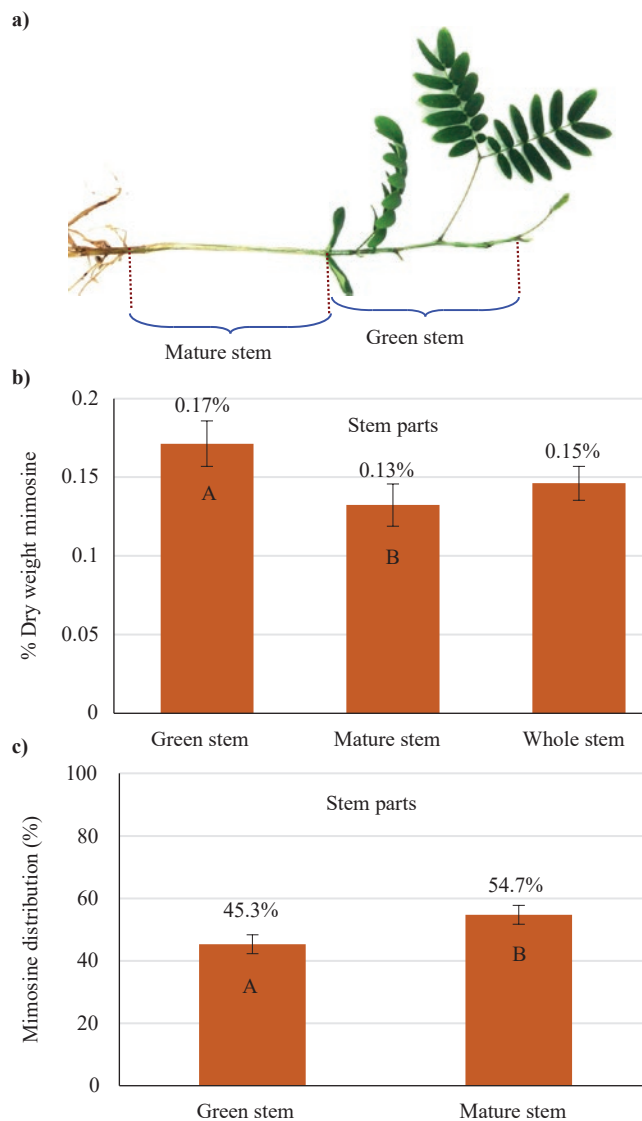 a)
Mature stem
Green stem
b)
% Dry weight mimosine
0.2
0.15
0.1
0.05
0
Stem parts
0.17%
0.13%
0.15%
A
B
Green stem
Mature stem
Whole stem
c)
Mimosine distribution (%)
100
80
60
40
20
0
Stem parts
45.3%
54.7%
A
B
Green stem
Mature stem